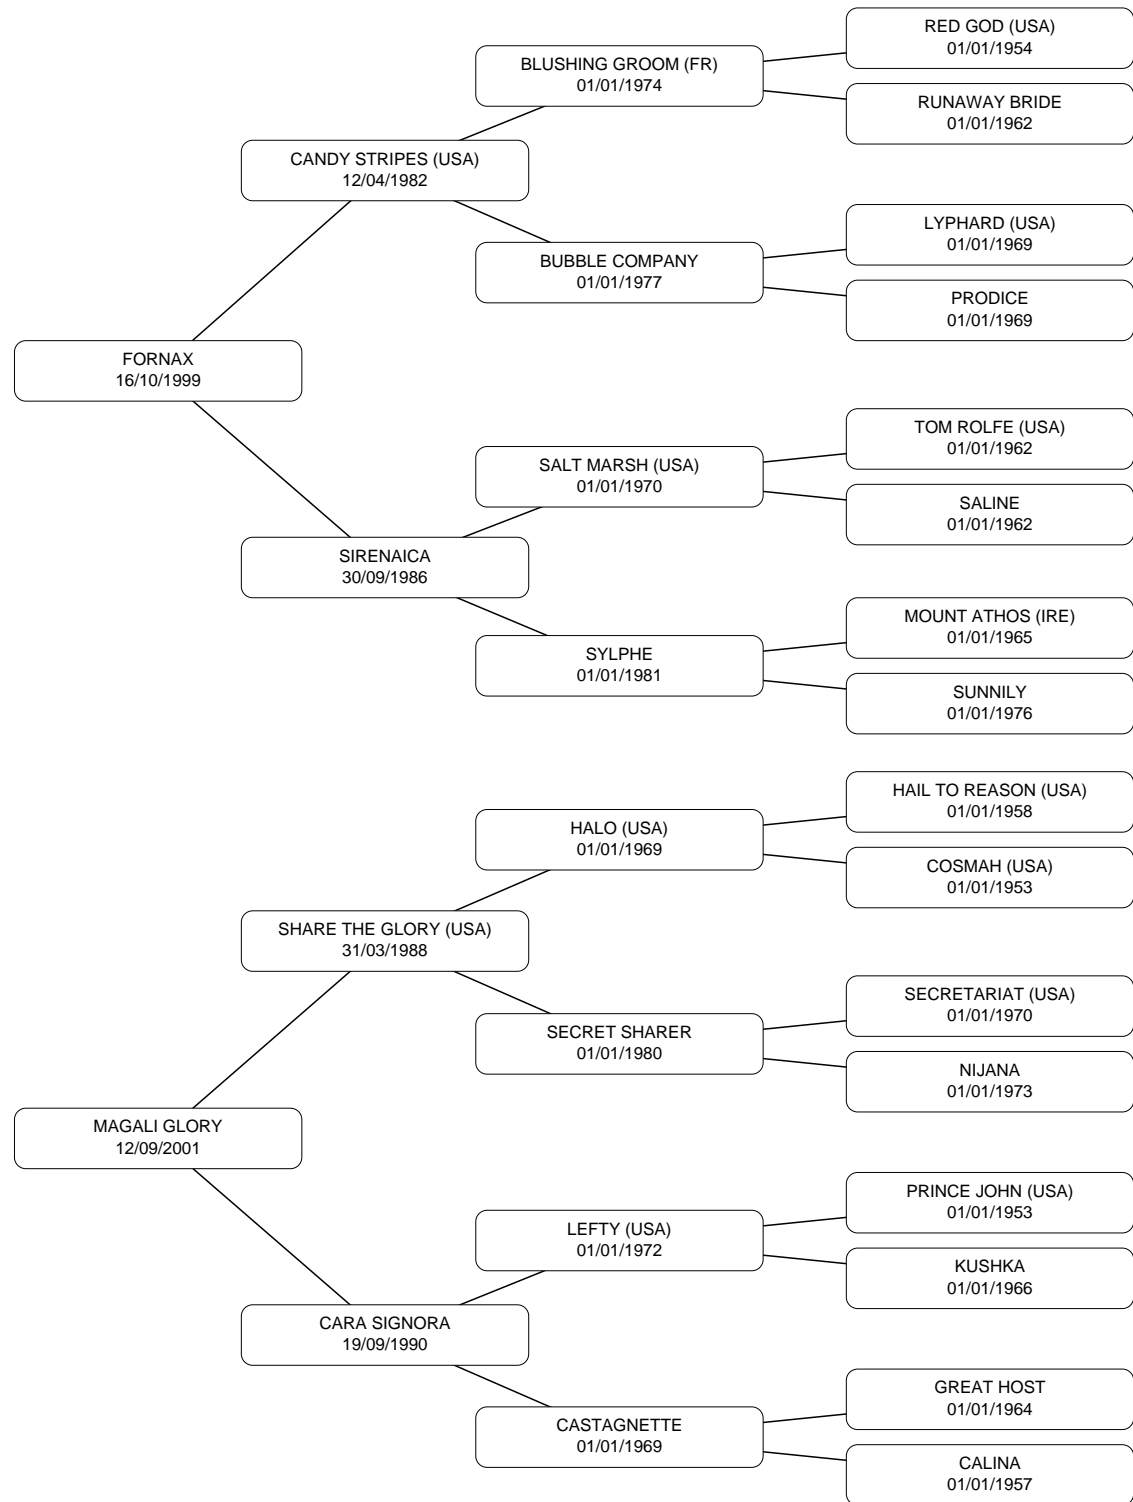 RED GOD (USA)
01/01/1954
BLUSHING GROOM (FR)
01/01/1974
RUNAWAY BRIDE
01/01/1962
CANDY STRIPES (USA)
12/04/1982
LYPHARD (USA)
01/01/1969
BUBBLE COMPANY
01/01/1977
PRODICE
01/01/1969
FORNAX
16/10/1999
TOM ROLFE (USA)
01/01/1962
SALT MARSH (USA)
01/01/1970
SALINE
01/01/1962
SIRENAICA
30/09/1986
MOUNT ATHOS (IRE)
01/01/1965
SYLPHE
01/01/1981
SUNNILY
01/01/1976
HAIL TO REASON (USA)
01/01/1958
HALO (USA)
01/01/1969
COSMAH (USA)
01/01/1953
SHARE THE GLORY (USA)
31/03/1988
SECRETARIAT (USA)
01/01/1970
SECRET SHARER
01/01/1980
NIJANA
01/01/1973
MAGALI GLORY
12/09/2001
PRINCE JOHN (USA)
01/01/1953
LEFTY (USA)
01/01/1972
KUSHKA
01/01/1966
CARA SIGNORA
19/09/1990
GREAT HOST
01/01/1964
CASTAGNETTE
01/01/1969
CALINA
01/01/1957